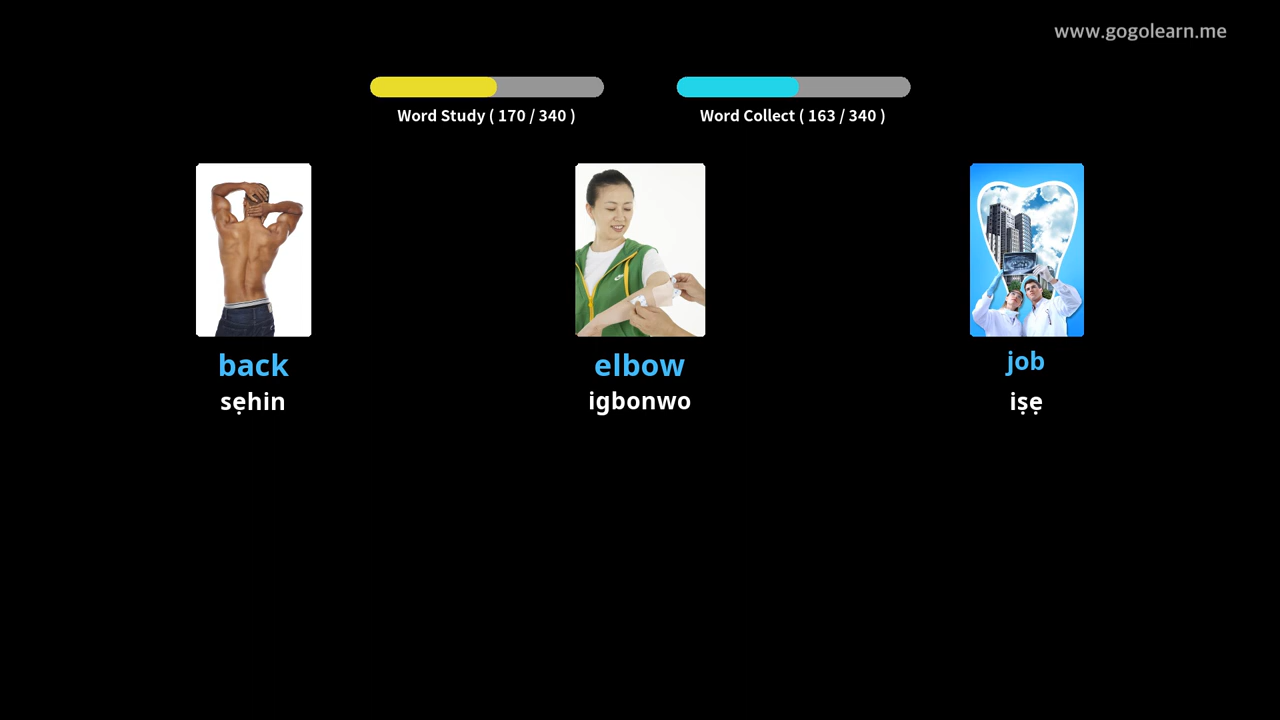 www.gogolearn.me
Word Study ( 170 / 340 )
Word Collect ( 163 / 340 )
back
sẹhin
elbow
igbonwo
job
iṣẹ